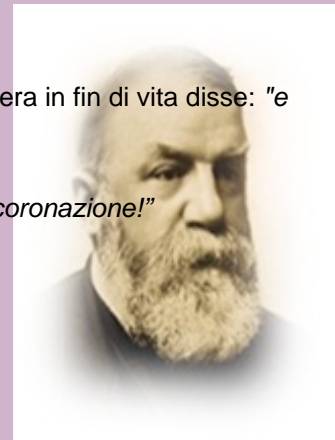 era in fin di vita disse: "e
coronazione!”